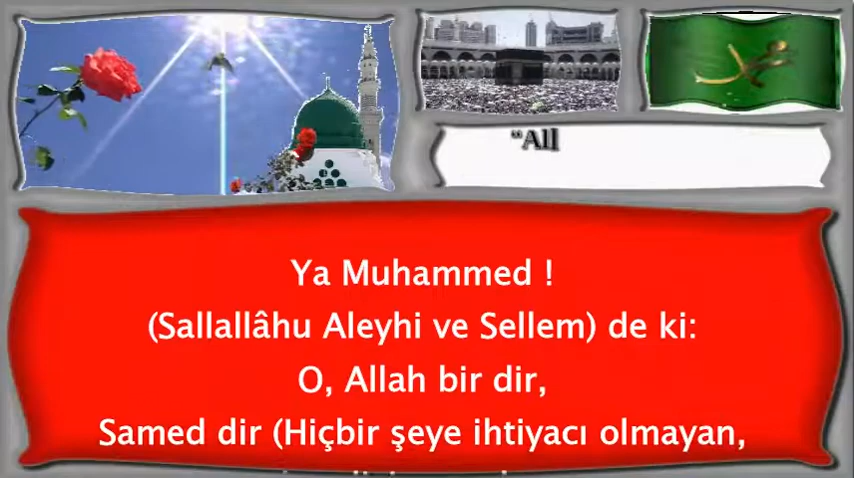 “All
Ya Muhammed !
(Sallallâhu Aleyhi ve Sellem) de ki:
O, Allah bir dir,
Samed dir (Hiçbir şeye ihtiyacı olmayan,